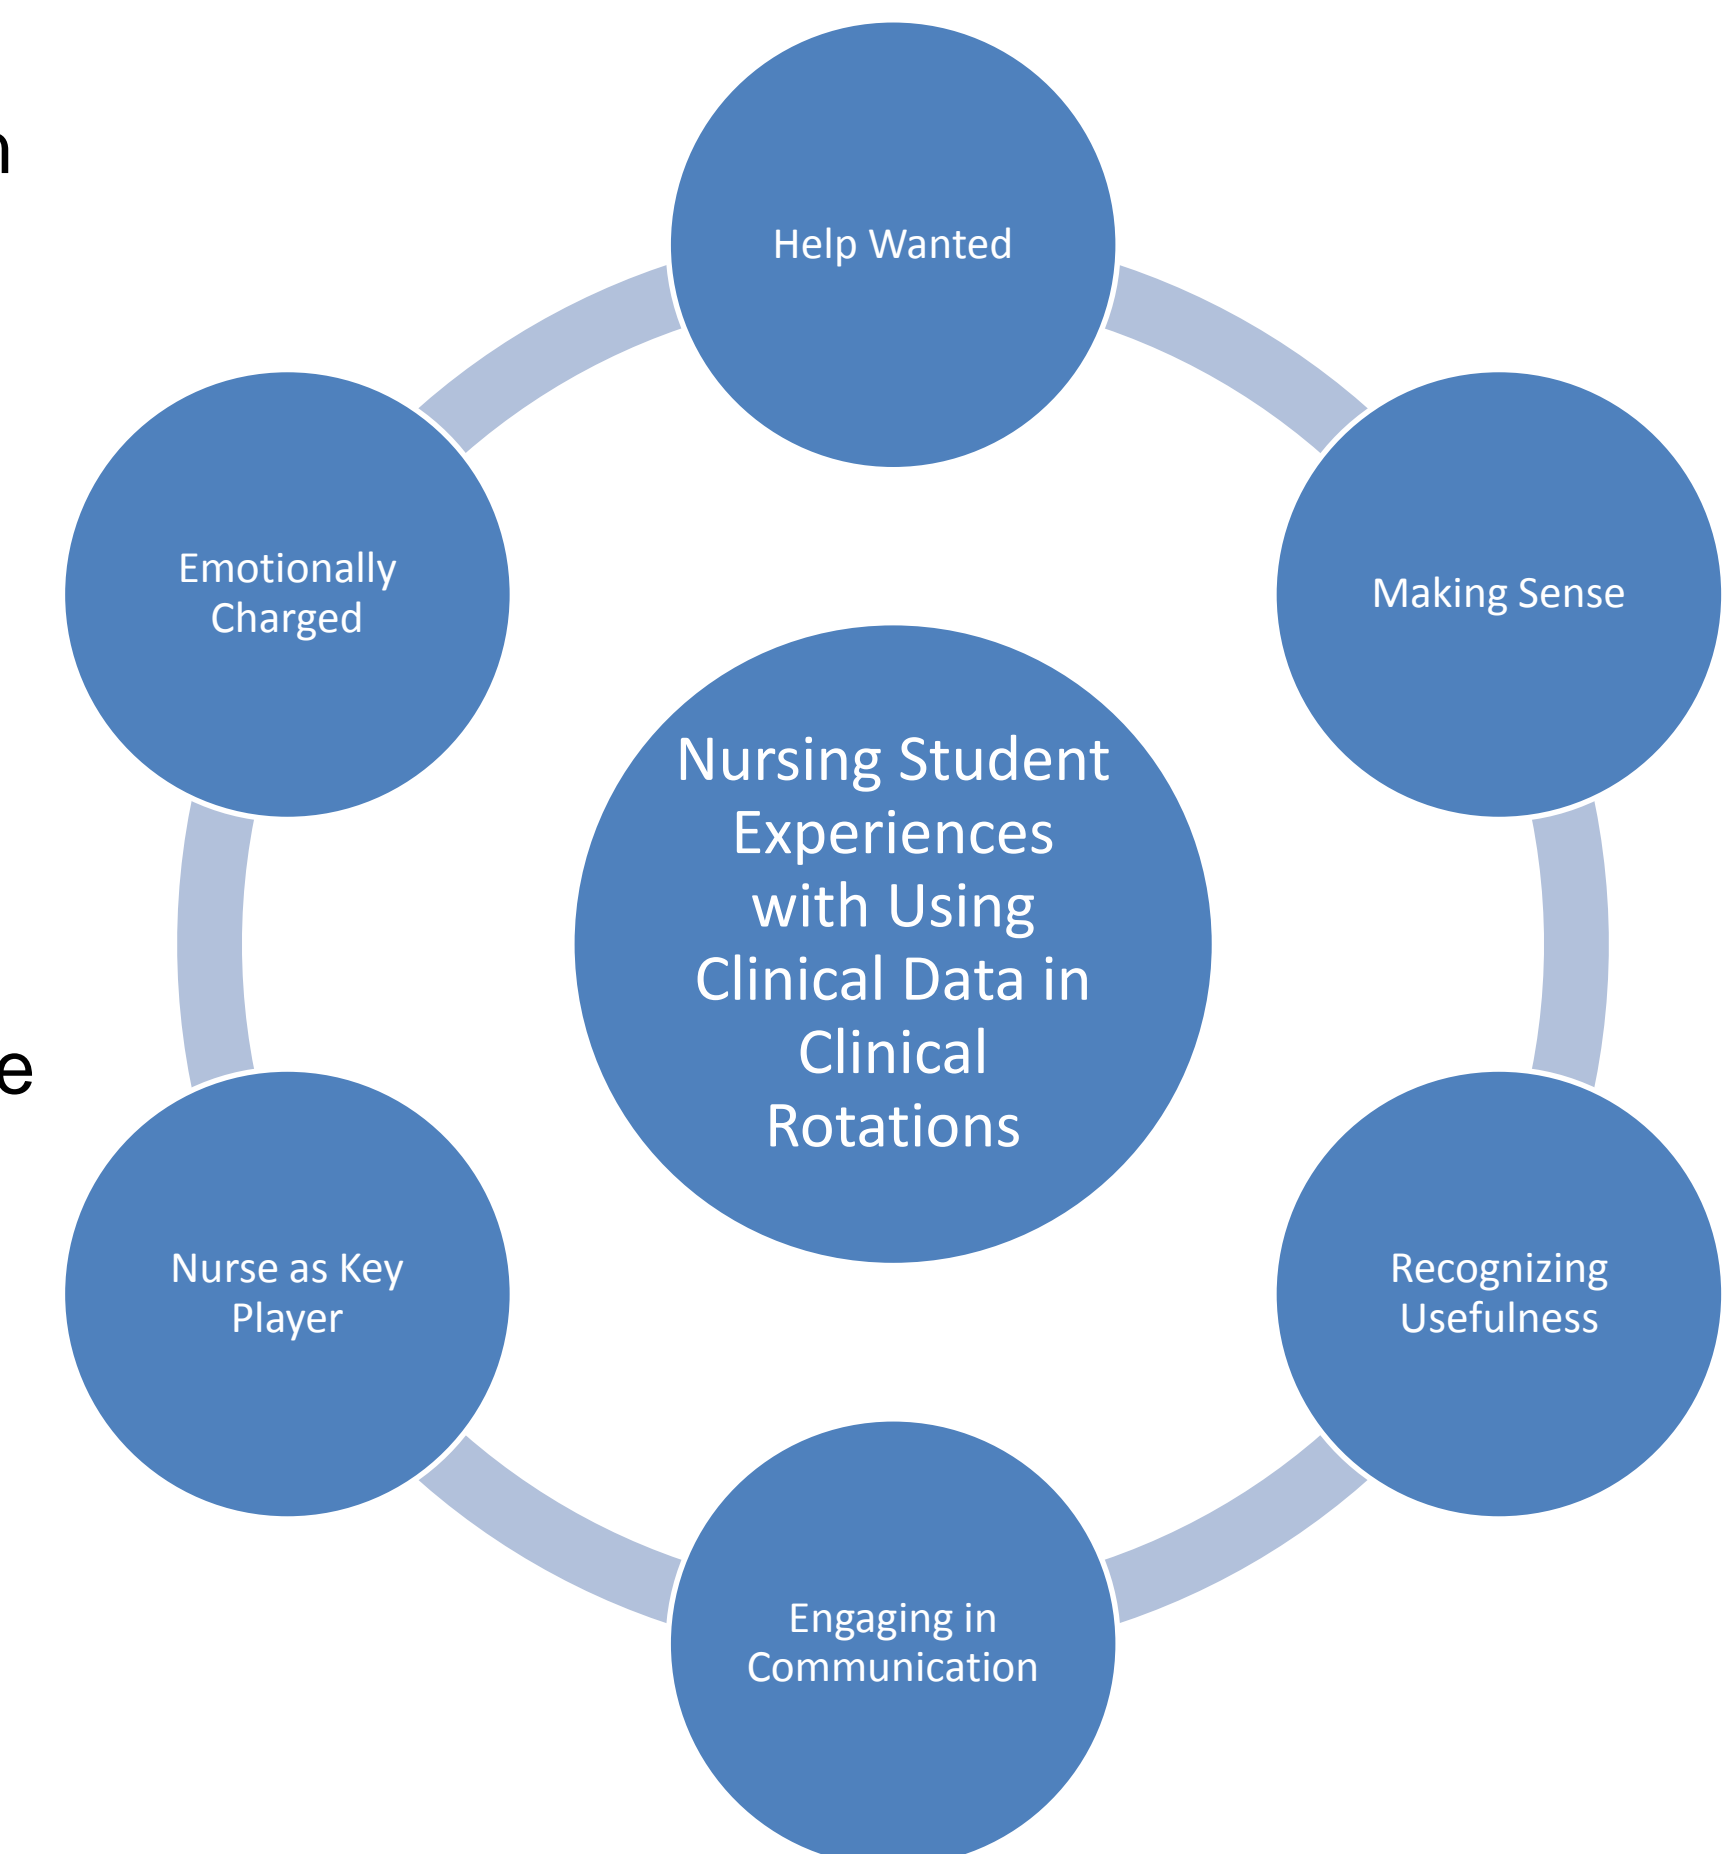 Help Wanted
Making Sense
Recognizing
Usefulness
Engaging in
Communication
Nurse as Key
Player
Emotionally
Charged
Nursing Student
Experiences
with Using
Clinical Data in
Clinical
Rotations